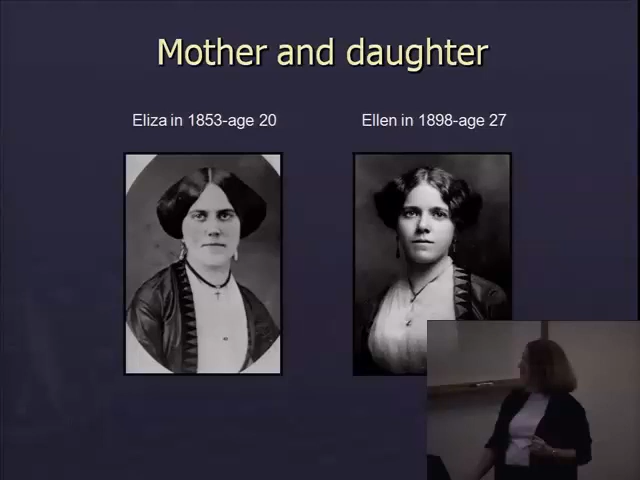 Mother and daughter
Eliza in 1853-age 20
Ellen in 1898-age 27